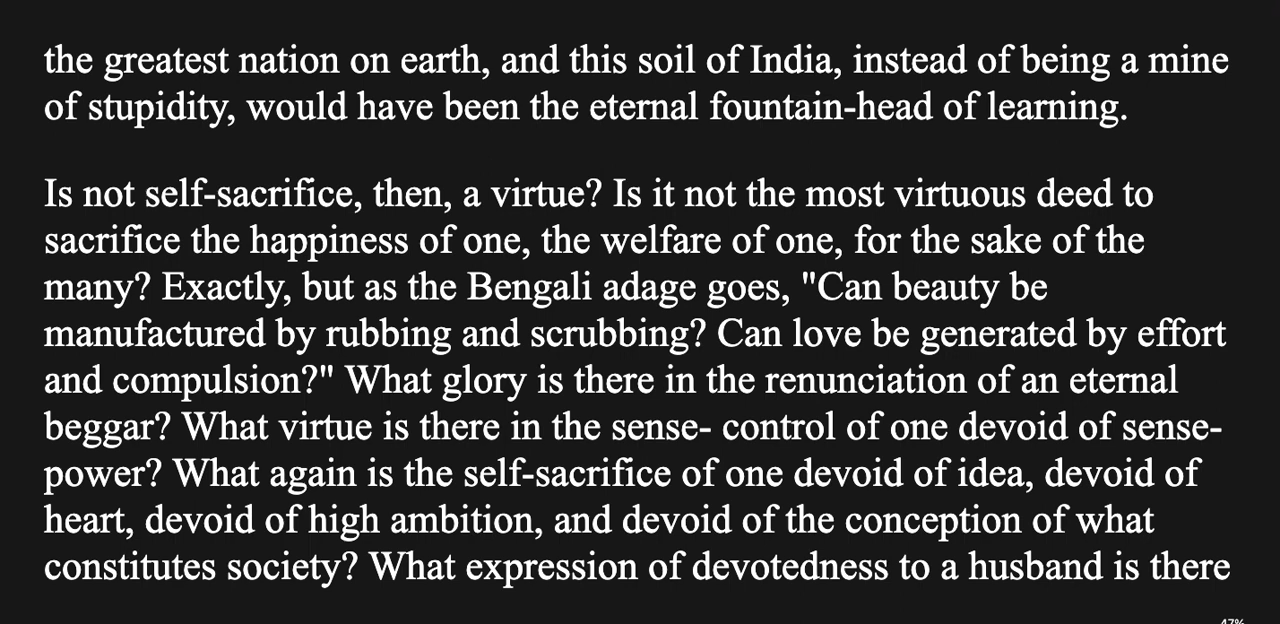 the greatest nation on earth, and this soil of India, instead of being a mine
of stupidity, would have been the eternal fountain-head of learning.
Is not self-sacrifice, then, a virtue? Is it not the most virtuous deed to
sacrifice the happiness of one, the welfare of one, for the sake of the
many? Exactly, but as the Bengali adage goes, "Can beauty be
manufactured by rubbing and scrubbing? Can love be generated by effort
and compulsion?" What glory is there in the renunciation of an eternal
beggar? What virtue is there in the sense- control of one devoid of sense-
power? What again is the self-sacrifice of one devoid of idea, devoid of
heart, devoid of high ambition, and devoid of the conception of what
constitutes society? What expression of devotedness to a husband is there
47%